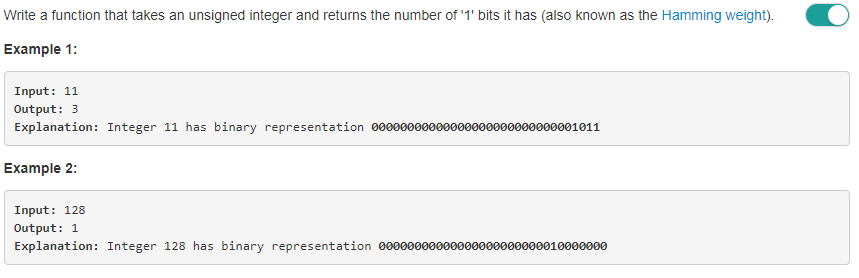 Write a function that takes an unsigned integer and returns the number of '1' bits it has (also known as the Hamming weight).
Example 1:
Input: 11
Output: 3
Explanation: Integer 11 has binary representation 00000000000000000000000000001011
Example 2:
Input: 128
Output: 1
Explanation: Integer 128 has binary representation 00000000000000000000000010000000